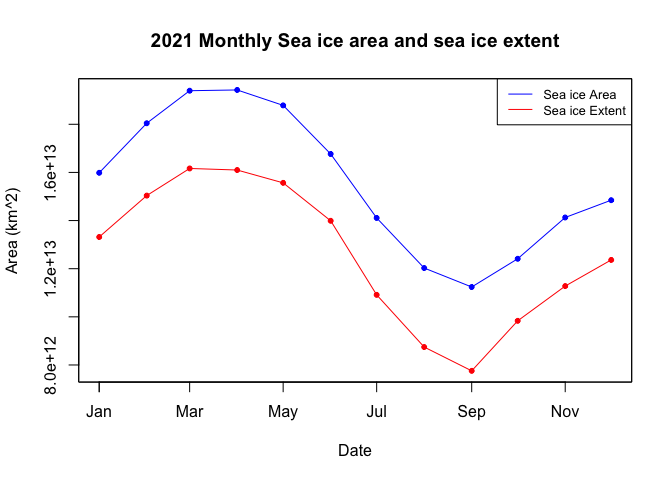 2021 Monthly Sea ice area and sea ice extent
Sea ice Area
Sea ice Extent
Area (km^2)
1.6e+13
1.2e+13
8.0e+12
Jan Mar May Jul Sep Nov
Date